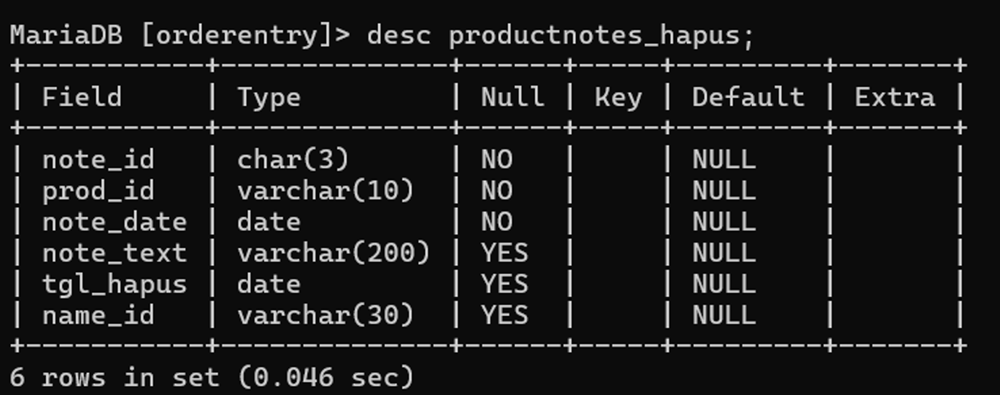 MariaDB [orderentry]> desc productnotes_hapus;
+-----------+--------------+------+-----+---------+-------+
| Field     | Type         | Null | Key | Default | Extra |
+-----------+--------------+------+-----+---------+-------+
| note_id   | char(3)      | NO   |     | NULL    |       |
| prod_id   | varchar(10)  | NO   |     | NULL    |       |
| note_date | date         | NO   |     | NULL    |       |
| note_text | varchar(200) | YES  |     | NULL    |       |
| tgl_hapus | date         | YES  |     | NULL    |       |
| name_id   | varchar(30)  | YES  |     | NULL    |       |
+-----------+--------------+------+-----+---------+-------+
6 rows in set (0.046 sec)